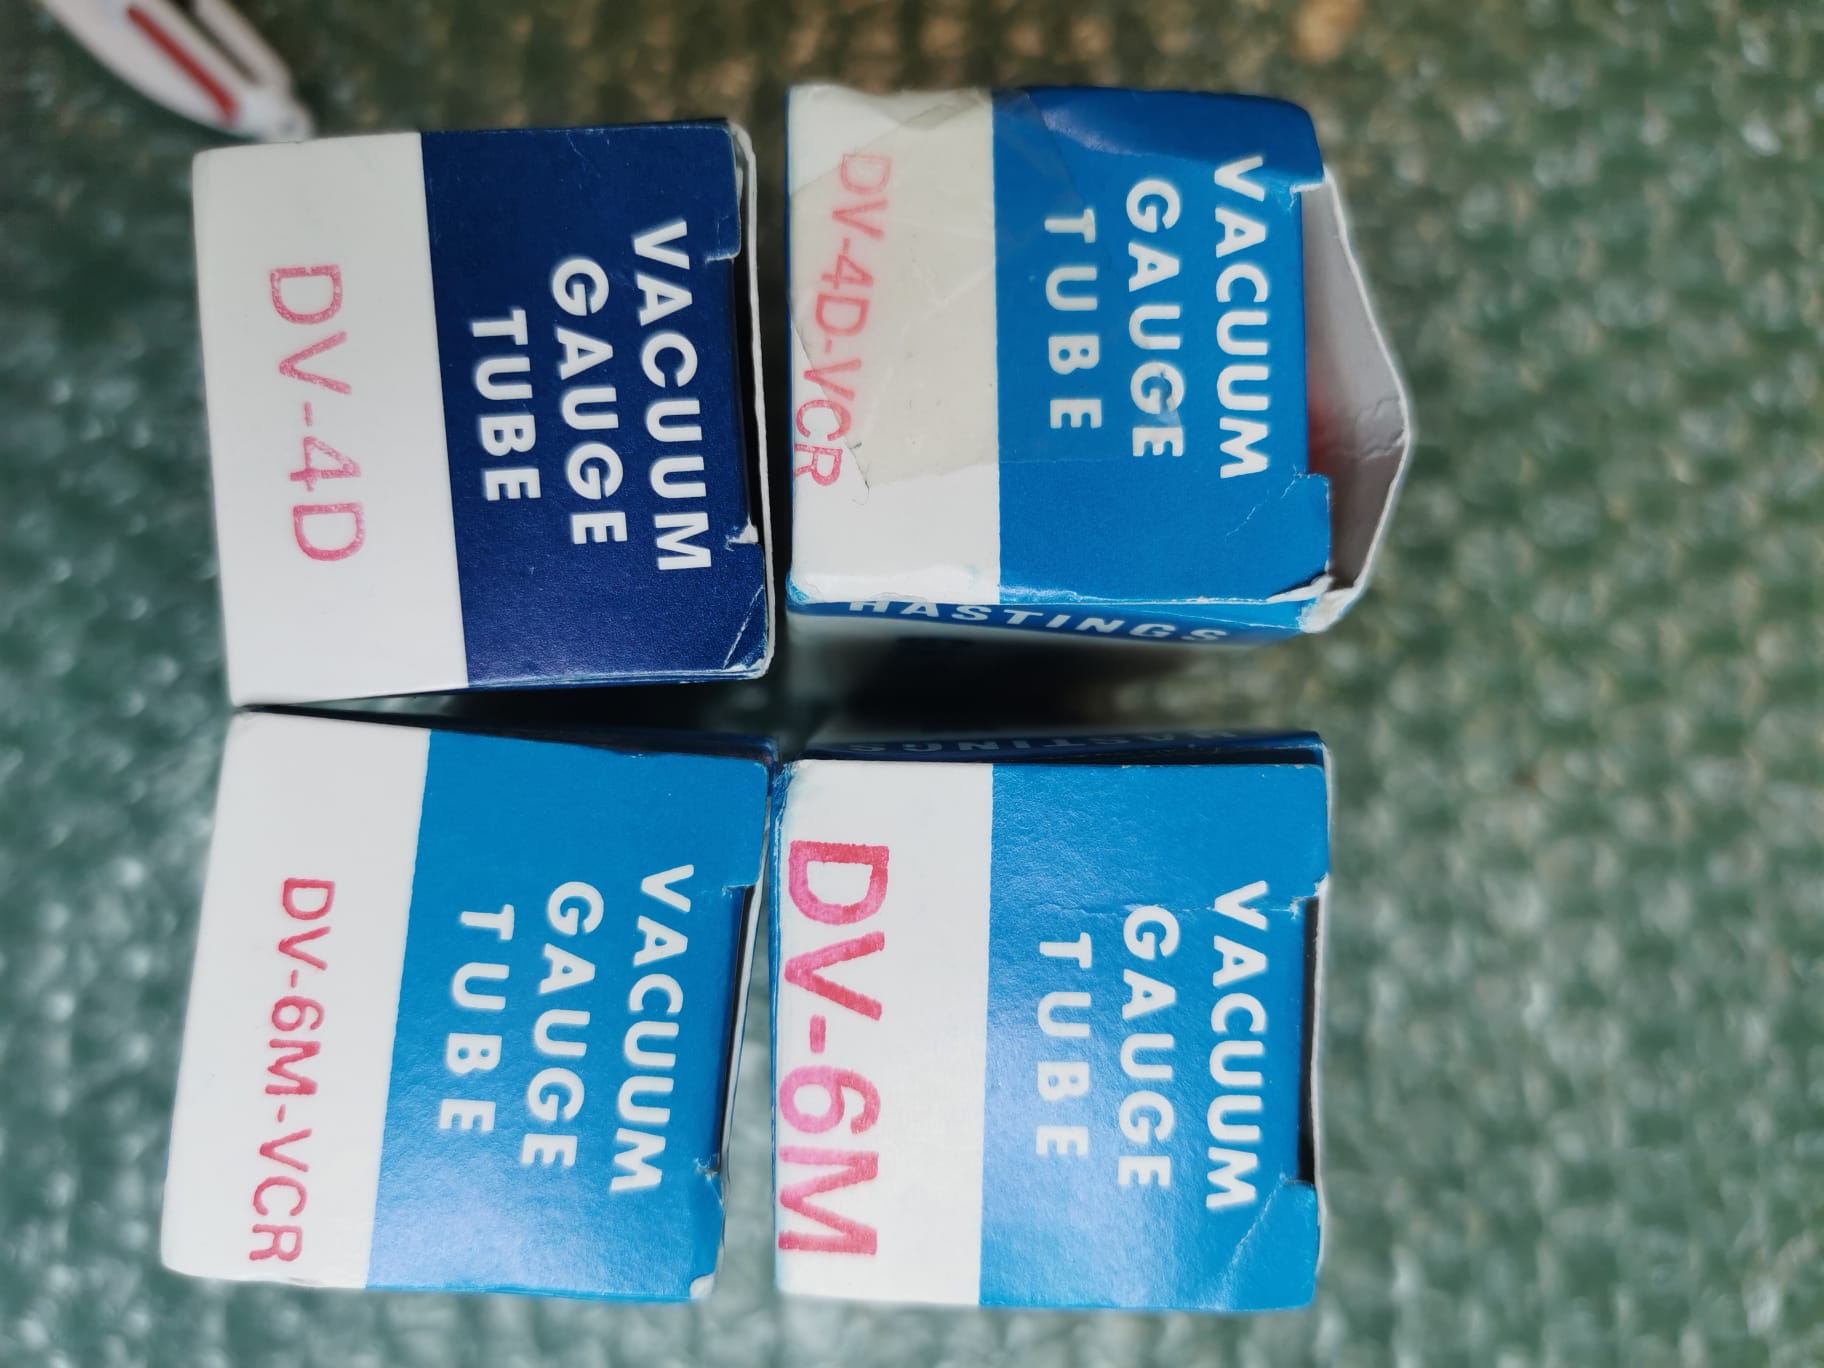 VACUUM
GAUGE
TUBE
DV-4D
VACUUM
GAUGE
TUBE
DV-4D-VCR
HASTINGS
VACUUM
GAUGE
TUBE
DV-6M-VCR
HASTINGS
VACUUM
GAUGE
TUBE
DV-6M